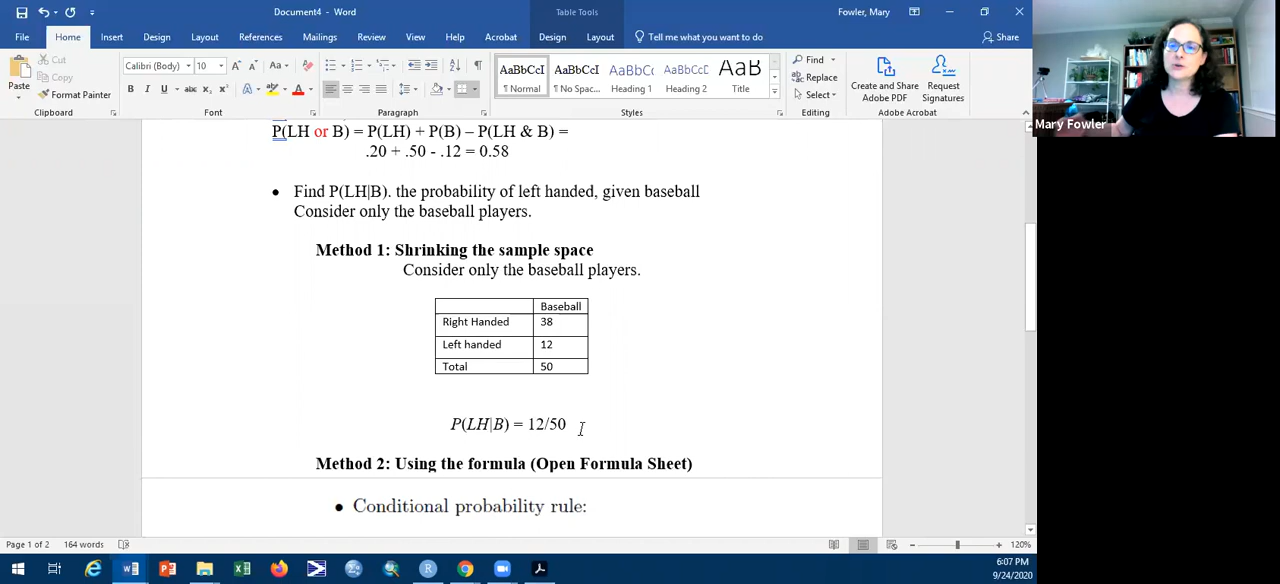 Document4 - Word
Table Tools
Fowler, Mary
File
Home
Insert
Design
Layout
References
Mailings
Review
View
Help
Acrobat
Design
Layout
Tell me what you want to do
Share
Paste
Cut
Copy
Format Painter
Clipboard
Calibri (Body)
10
Font
Paragraph
AaBbCcI
¶ Normal
AaBbCcI
¶ No Spac...
AaBbCc
Heading 1
AaBbCcI
Heading 2
AaB
Title
Styles
Find
Replace
Select
Editing
Create and Share
Adobe PDF
Request
Signatures
Adobe Acrobat
Mary Fowler
P(LH or B) = P(LH) + P(B) – P(LH & B) =
.20 + .50 - .12 = 0.58
• Find P(LH|B). the probability of left handed, given baseball
Consider only the baseball players.
Method 1: Shrinking the sample space
Consider only the baseball players.
Baseball
Right Handed 38
Left handed 12
Total 50
P(LH|B) = 12/50
Method 2: Using the formula (Open Formula Sheet)
• Conditional probability rule:
Page 1 of 2
164 words
120%
6:07 PM
9/24/2020